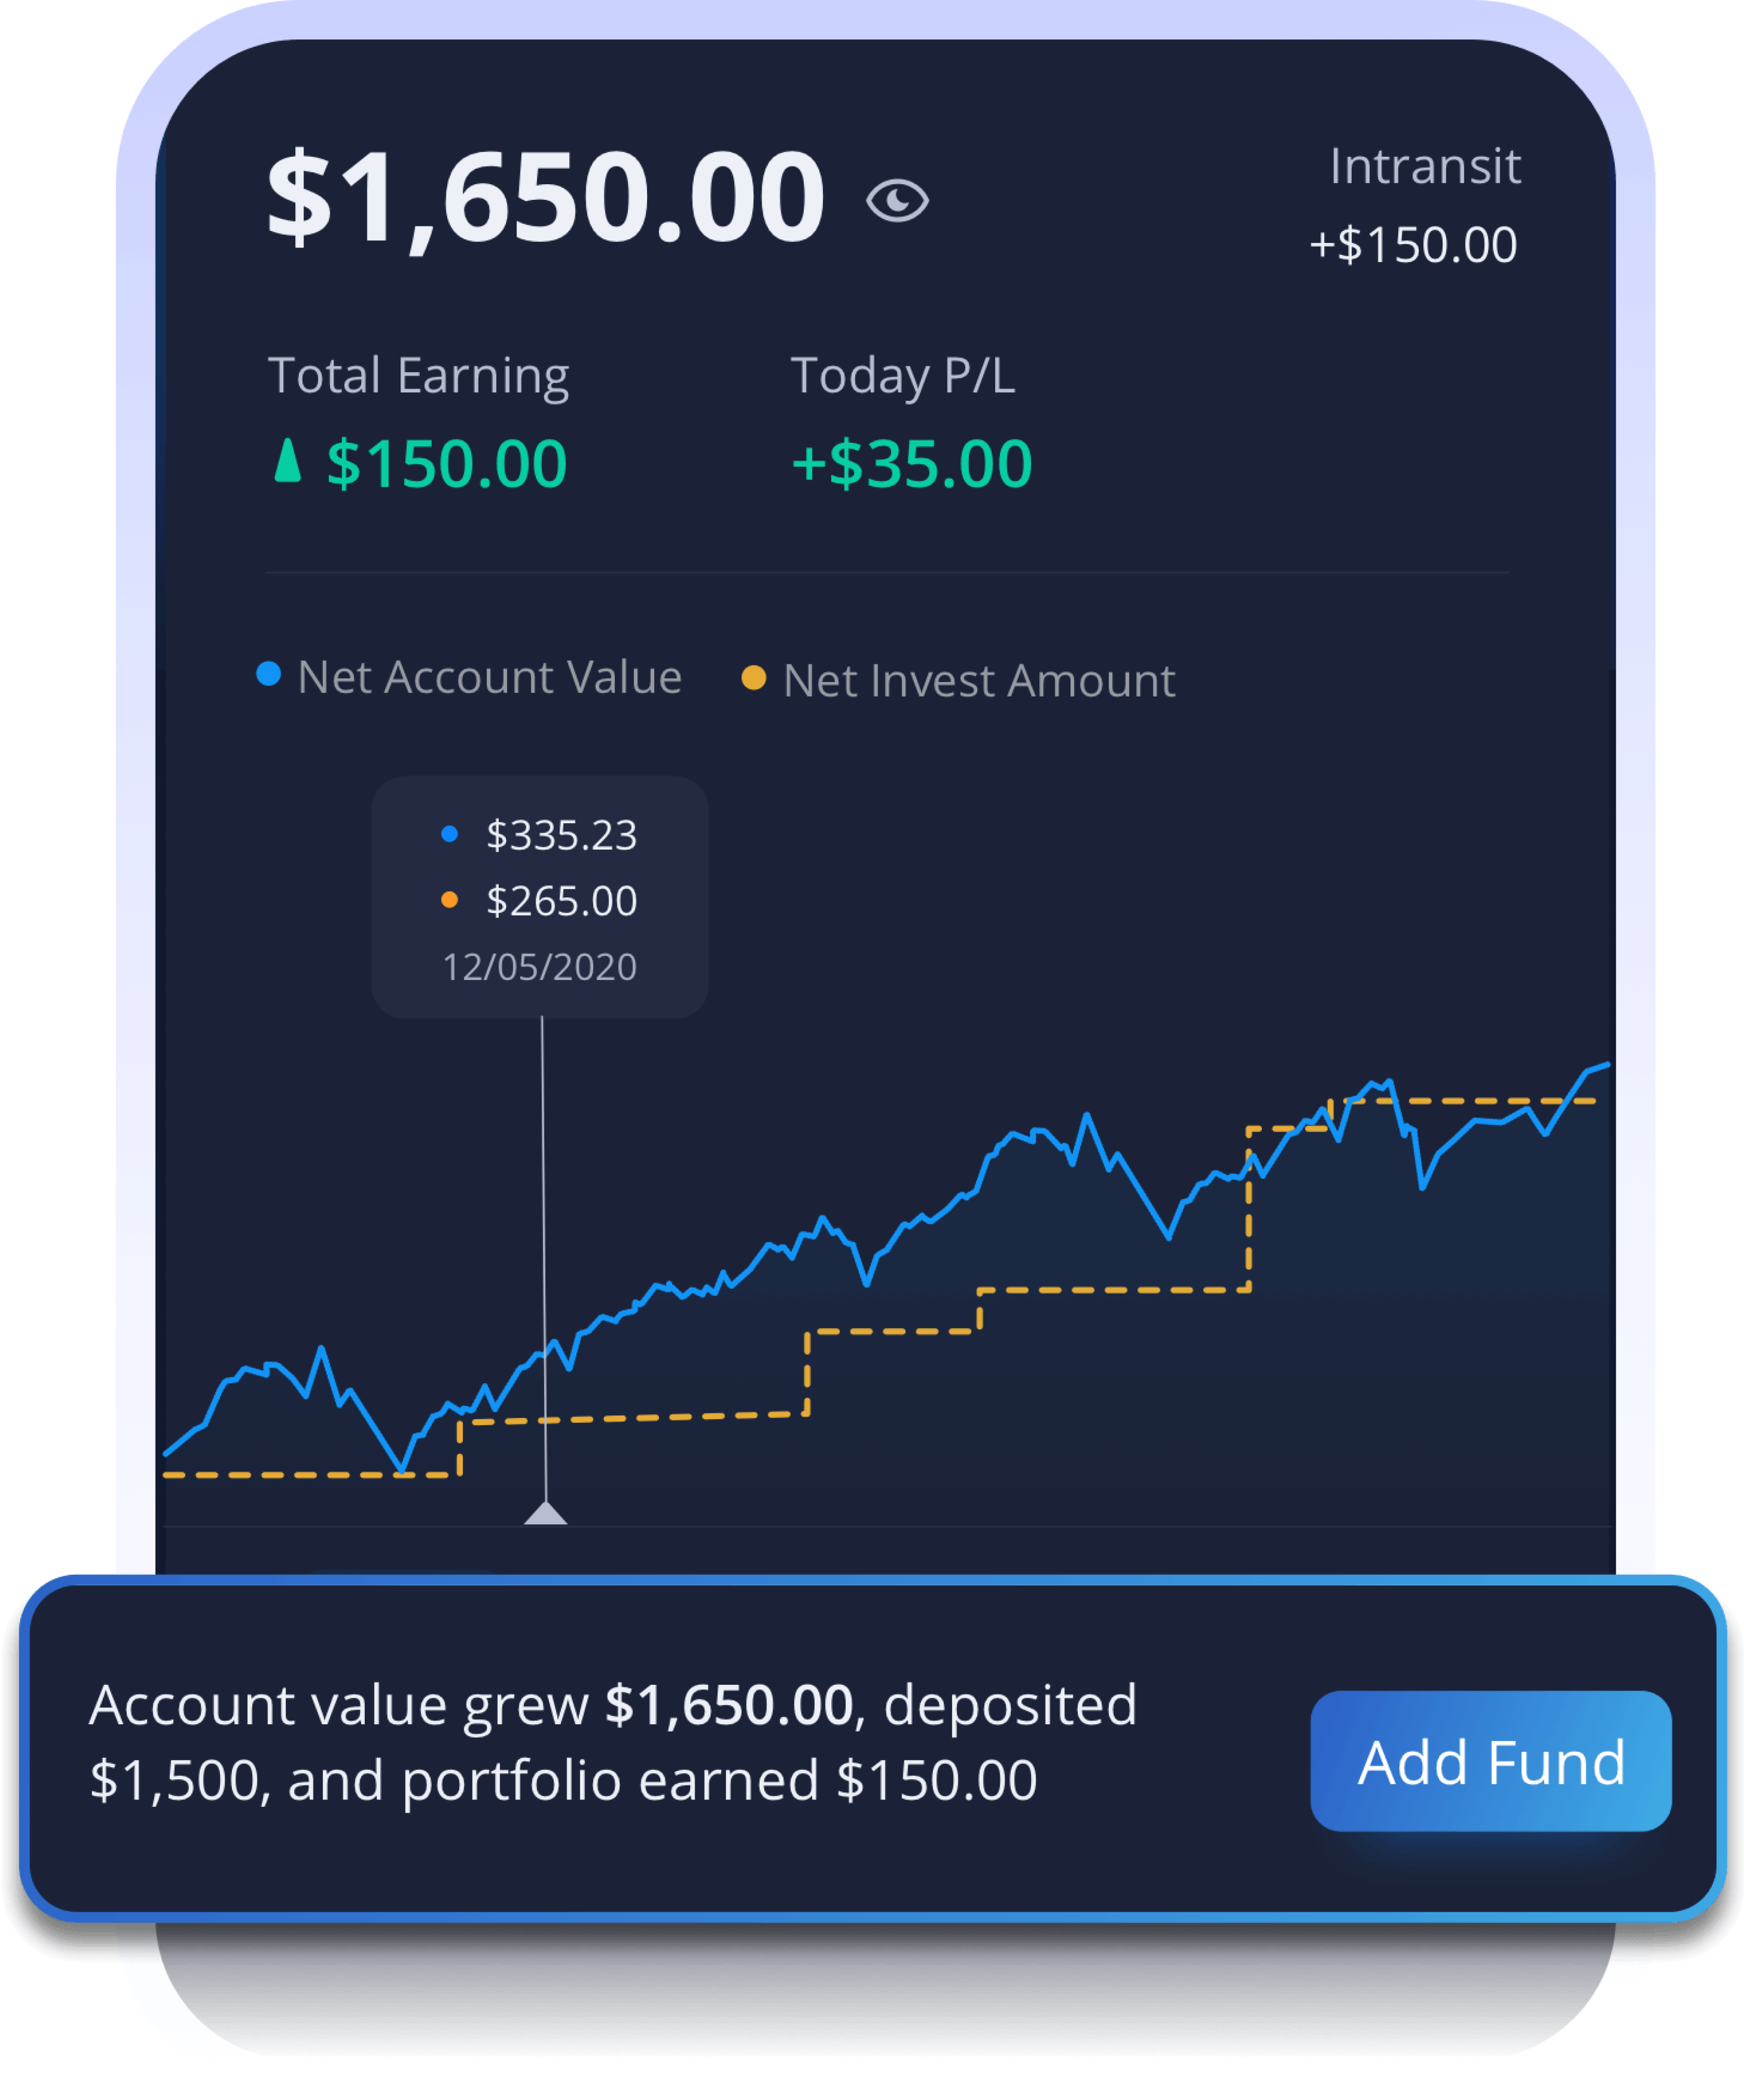 $1,650.00
Intransit
+$150.00
Total Earning
Today P/L
$150.00
+$35.00
Net Account Value
Net Invest Amount
$335.23
$265.00
12/05/2020
Account value grew $1,650.00, deposited
$1,500, and portfolio earned $150.00
Add Fund